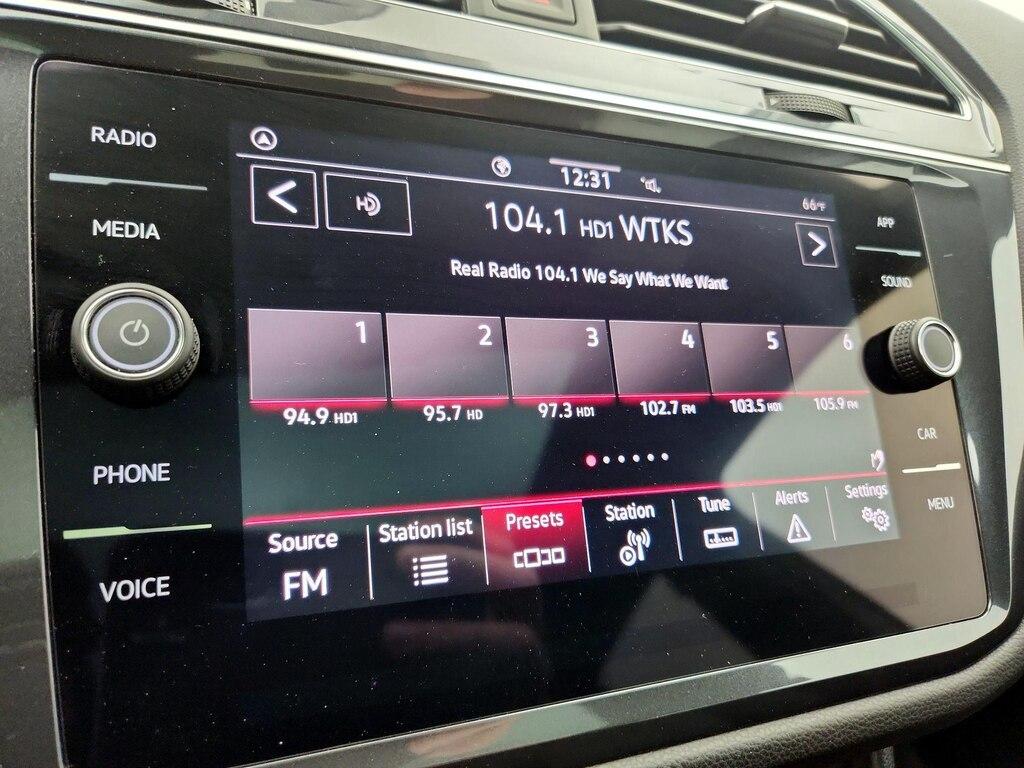 RADIO
MEDIA
PHONE
VOICE
12:31
66°F
HD
104.1 HD1 WTKS
Real Radio 104.1 We Say What We Want
1 2 3 4 5 6
94.9 HD1 95.7 HD 97.3 HD1 102.7 FM 103.5 HD1 105.9 FM
Source Station list Presets Station Tune Alerts Settings
FM
APP
SOUND
CAR
MENU